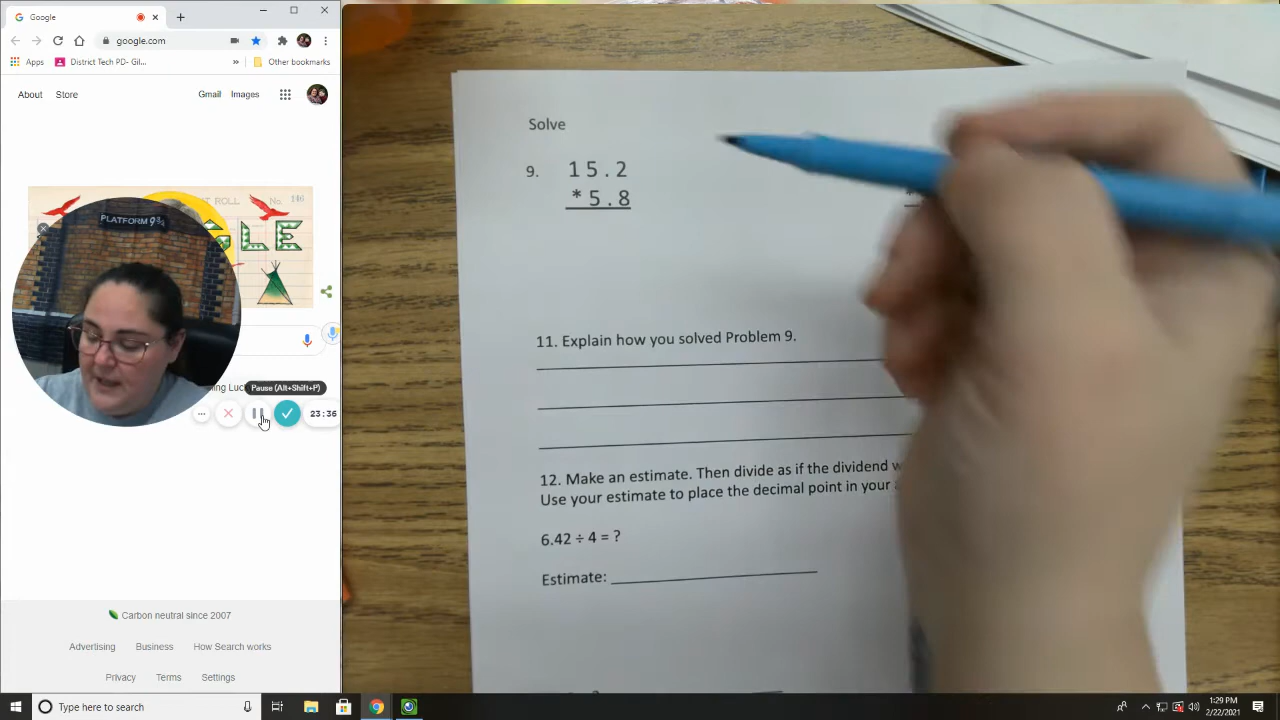 Google
google.com
Apps
District Tech PD- Gil...
»
Other bookmarks
About
Store
Gmail
Images
ROLL
No. 146
GLE
PLATFORM 9¾
Pause (Alt+Shift+P)
23:36
Carbon neutral since 2007
Advertising
Business
How Search works
Privacy
Terms
Settings
Solve
9. 15.2
*5.8
11. Explain how you solved Problem 9.
12. Make an estimate. Then divide as if the dividend
Use your estimate to place the decimal point in your
6.42 ÷ 4 = ?
Estimate:
Type here to search
1:29 PM
2/22/2021